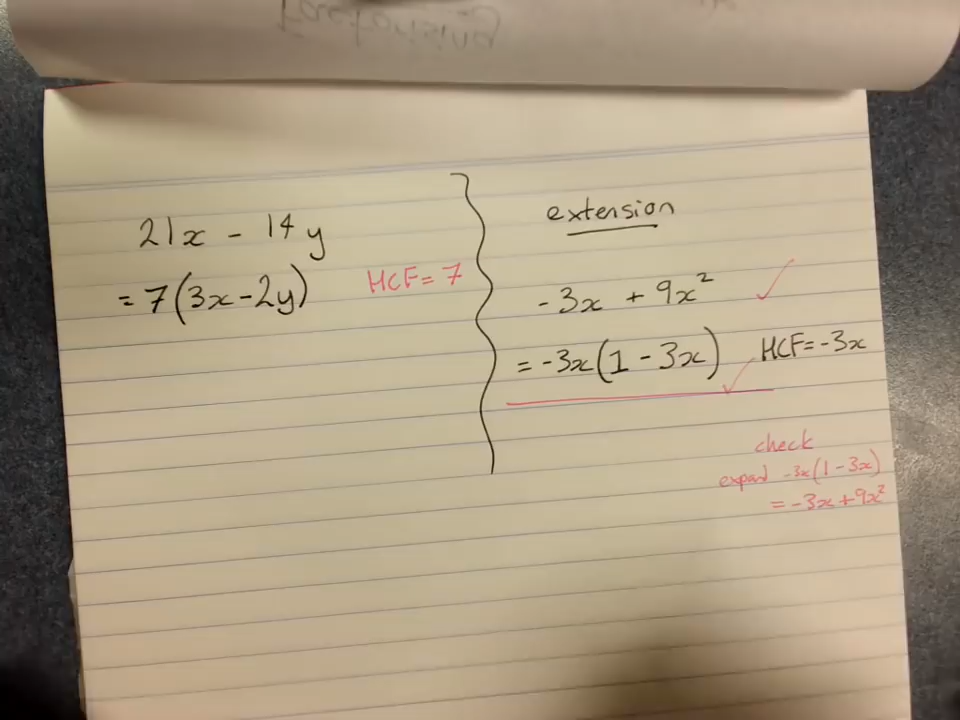 Factorising
21x - 14y
= 7(3x - 2y) HCF = 7
extension
-3x + 9x² ✓
= -3x(1 - 3x) ✓ HCF = -3x
check
expand -3x(1 - 3x)
= -3x + 9x²